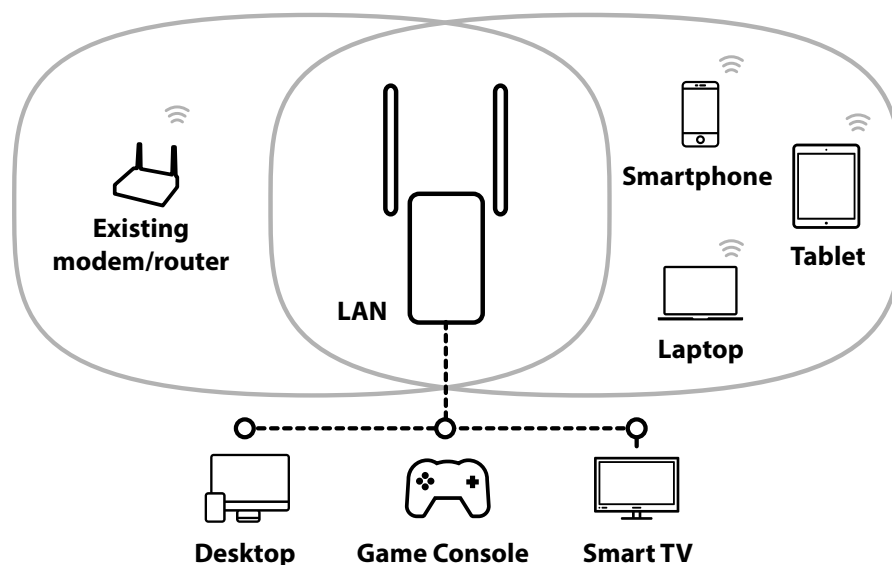 Smartphone
Existing
modem/router
Tablet
LAN
Laptop
Desktop
Game Console
Smart TV